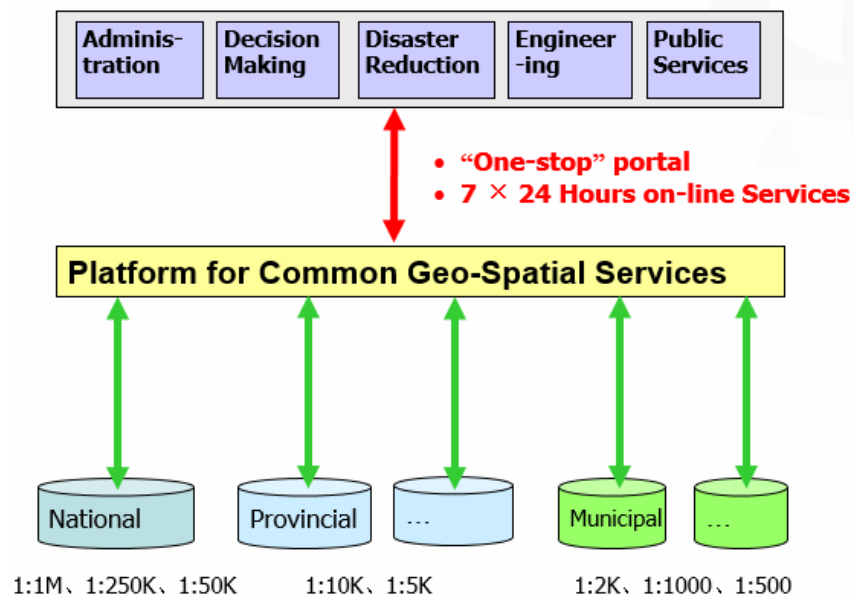 Adminis-
tration
Decision
Making
Disaster
Reduction
Engineer
-ing
Public
Services
• “One-stop” portal
• 7 × 24 Hours on-line Services
Platform for Common Geo-Spatial Services
National
Provincial
...
Municipal
...
1:1M、1:250K、1:50K
1:10K、1:5K
1:2K、1:1000、1:500